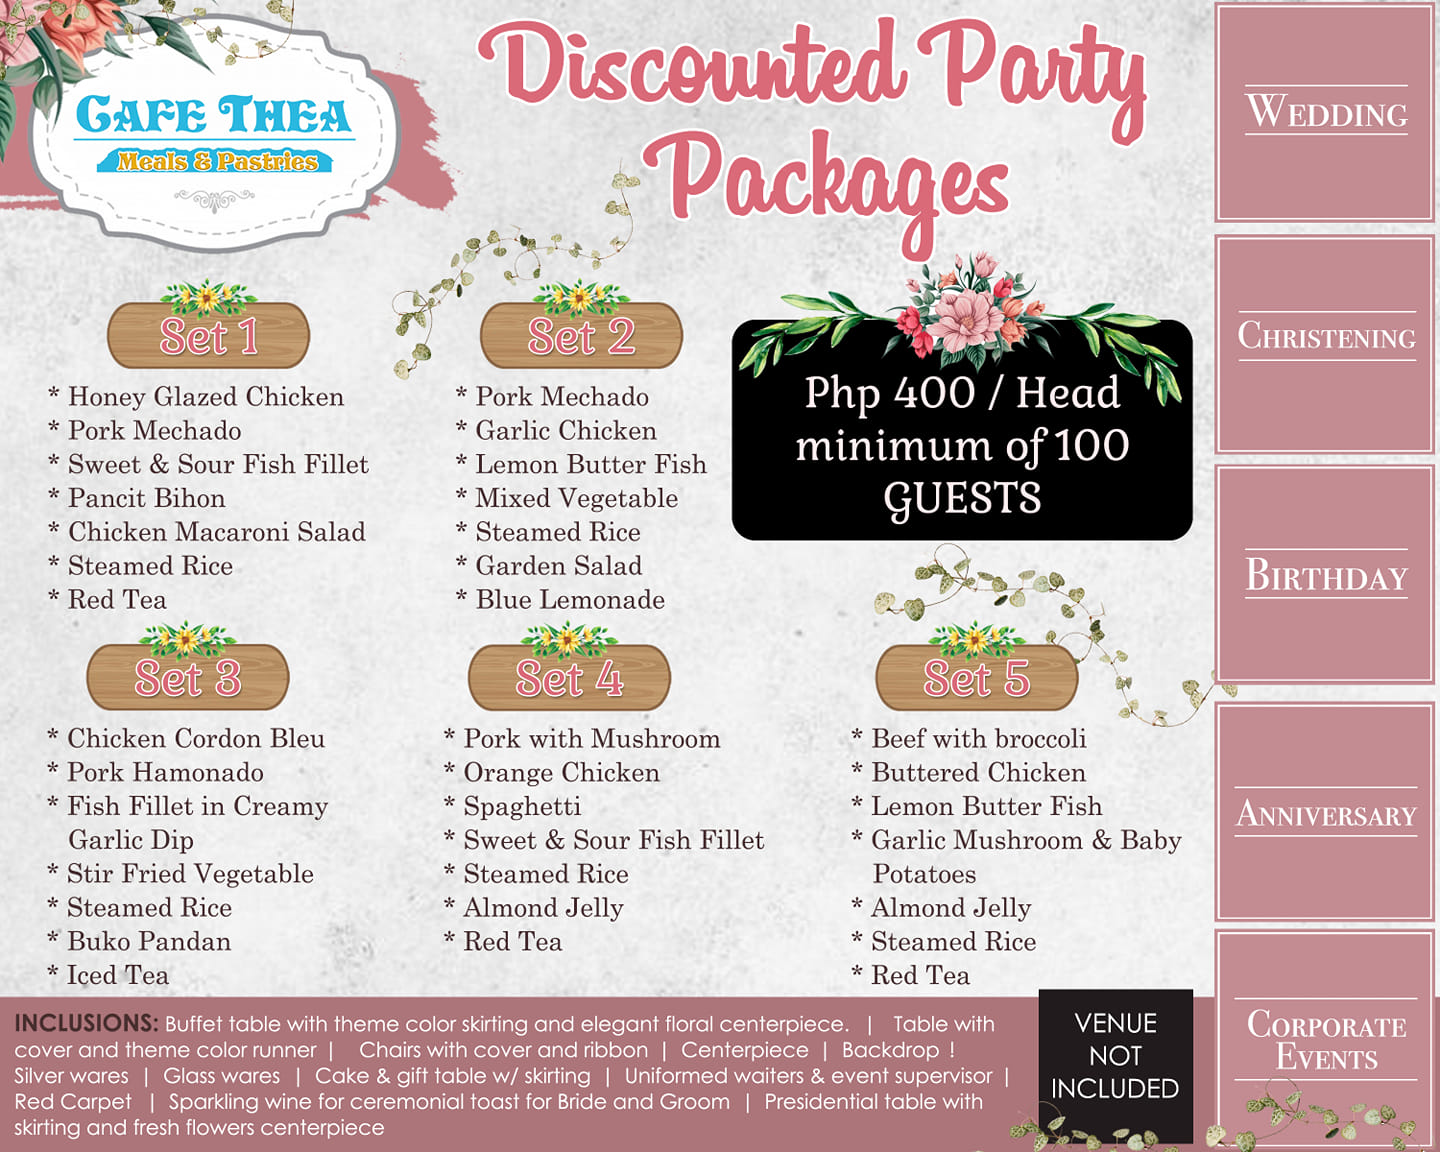 CAFE THEA
Meals & Pastries
Discounted Party
Packages
Set 1
* Honey Glazed Chicken
* Pork Mechado
* Sweet & Sour Fish Fillet
* Pancit Bihon
* Chicken Macaroni Salad
* Steamed Rice
* Red Tea
Set 2
* Pork Mechado
* Garlic Chicken
* Lemon Butter Fish
* Mixed Vegetable
* Steamed Rice
* Garden Salad
* Blue Lemonade
Php 400 / Head
minimum of 100
GUESTS
Set 3
* Chicken Cordon Bleu
* Pork Hamonado
* Fish Fillet in Creamy
Garlic Dip
* Stir Fried Vegetable
* Steamed Rice
* Buko Pandan
* Iced Tea
Set 4
* Pork with Mushroom
* Orange Chicken
* Spaghetti
* Sweet & Sour Fish Fillet
* Steamed Rice
* Almond Jelly
* Red Tea
Set 5
* Beef with broccoli
* Buttered Chicken
* Lemon Butter Fish
* Garlic Mushroom & Baby
Potatoes
* Almond Jelly
* Steamed Rice
* Red Tea
WEDDING
CHRISTENING
BIRTHDAY
ANNIVERSARY
CORPORATE
EVENTS
INCLUSIONS: Buffet table with theme color skirting and elegant floral centerpiece. | Table with
cover and theme color runner | Chairs with cover and ribbon | Centerpiece | Backdrop !
Silver wares | Glass wares | Cake & gift table w/ skirting | Uniformed waiters & event supervisor |
Red Carpet | Sparkling wine for ceremonial toast for Bride and Groom | Presidential table with
skirting and fresh flowers centerpiece
VENUE
NOT
INCLUDED